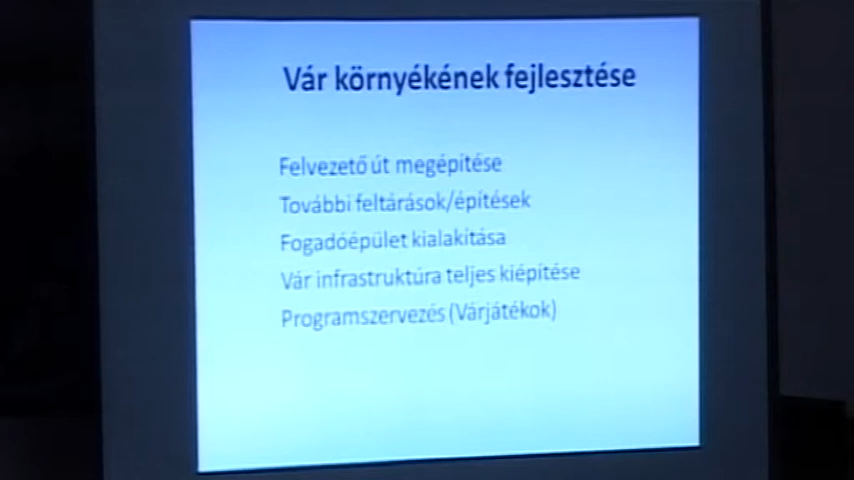 Vár környékének fejlesztése
Felvezető út megépítése
További feltárások/építések
Fogadóépület kialakítása
Vár infrastruktúra teljes kiépítése
Programszervezés (Várjátékok)